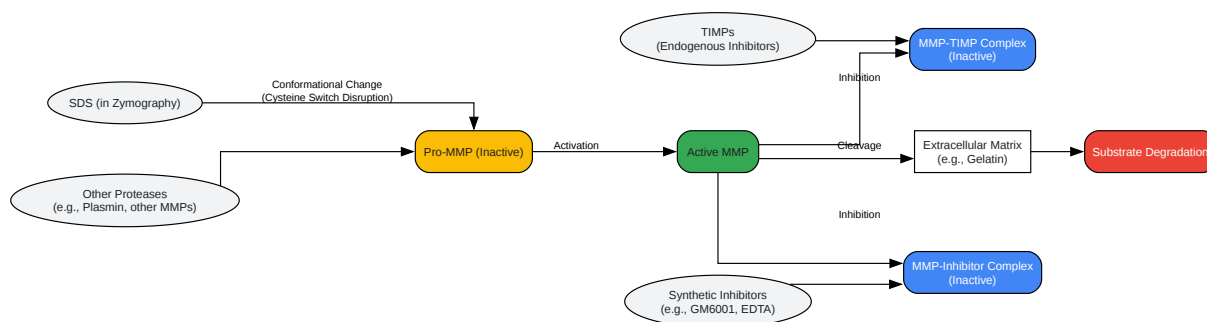 TIMPs
(Endogenous Inhibitors)
MMP-TIMP Complex
(Inactive)
Inhibition
Conformational Change
(Cysteine Switch Disruption)
SDS (in Zymography)
Pro-MMP (Inactive)
Activation
Active MMP
Cleavage
Extracellular Matrix
(e.g., Gelatin)
Substrate Degradation
Other Proteases
(e.g., Plasmin, other MMPs)
Inhibition
MMP-Inhibitor Complex
(Inactive)
Synthetic Inhibitors
(e.g., GM6001, EDTA)